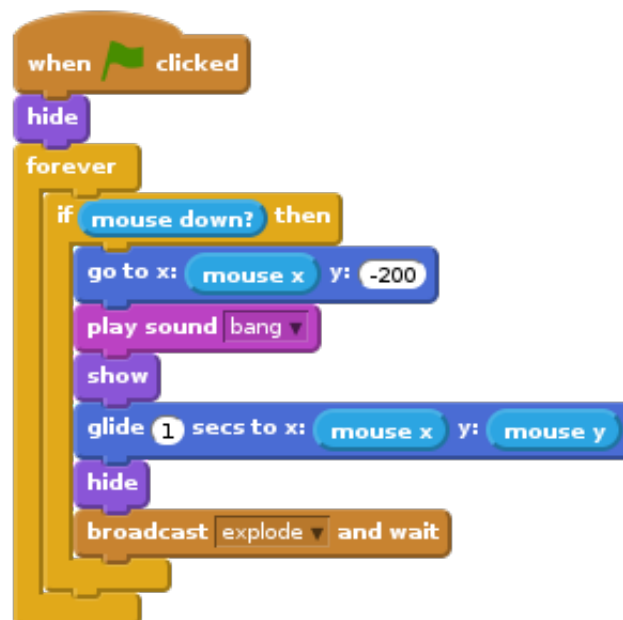 when clicked
hide
forever
if mouse down? then
go to x: mouse x y: -200
play sound bang
show
glide 1 secs to x: mouse x y: mouse y
hide
broadcast explode and wait